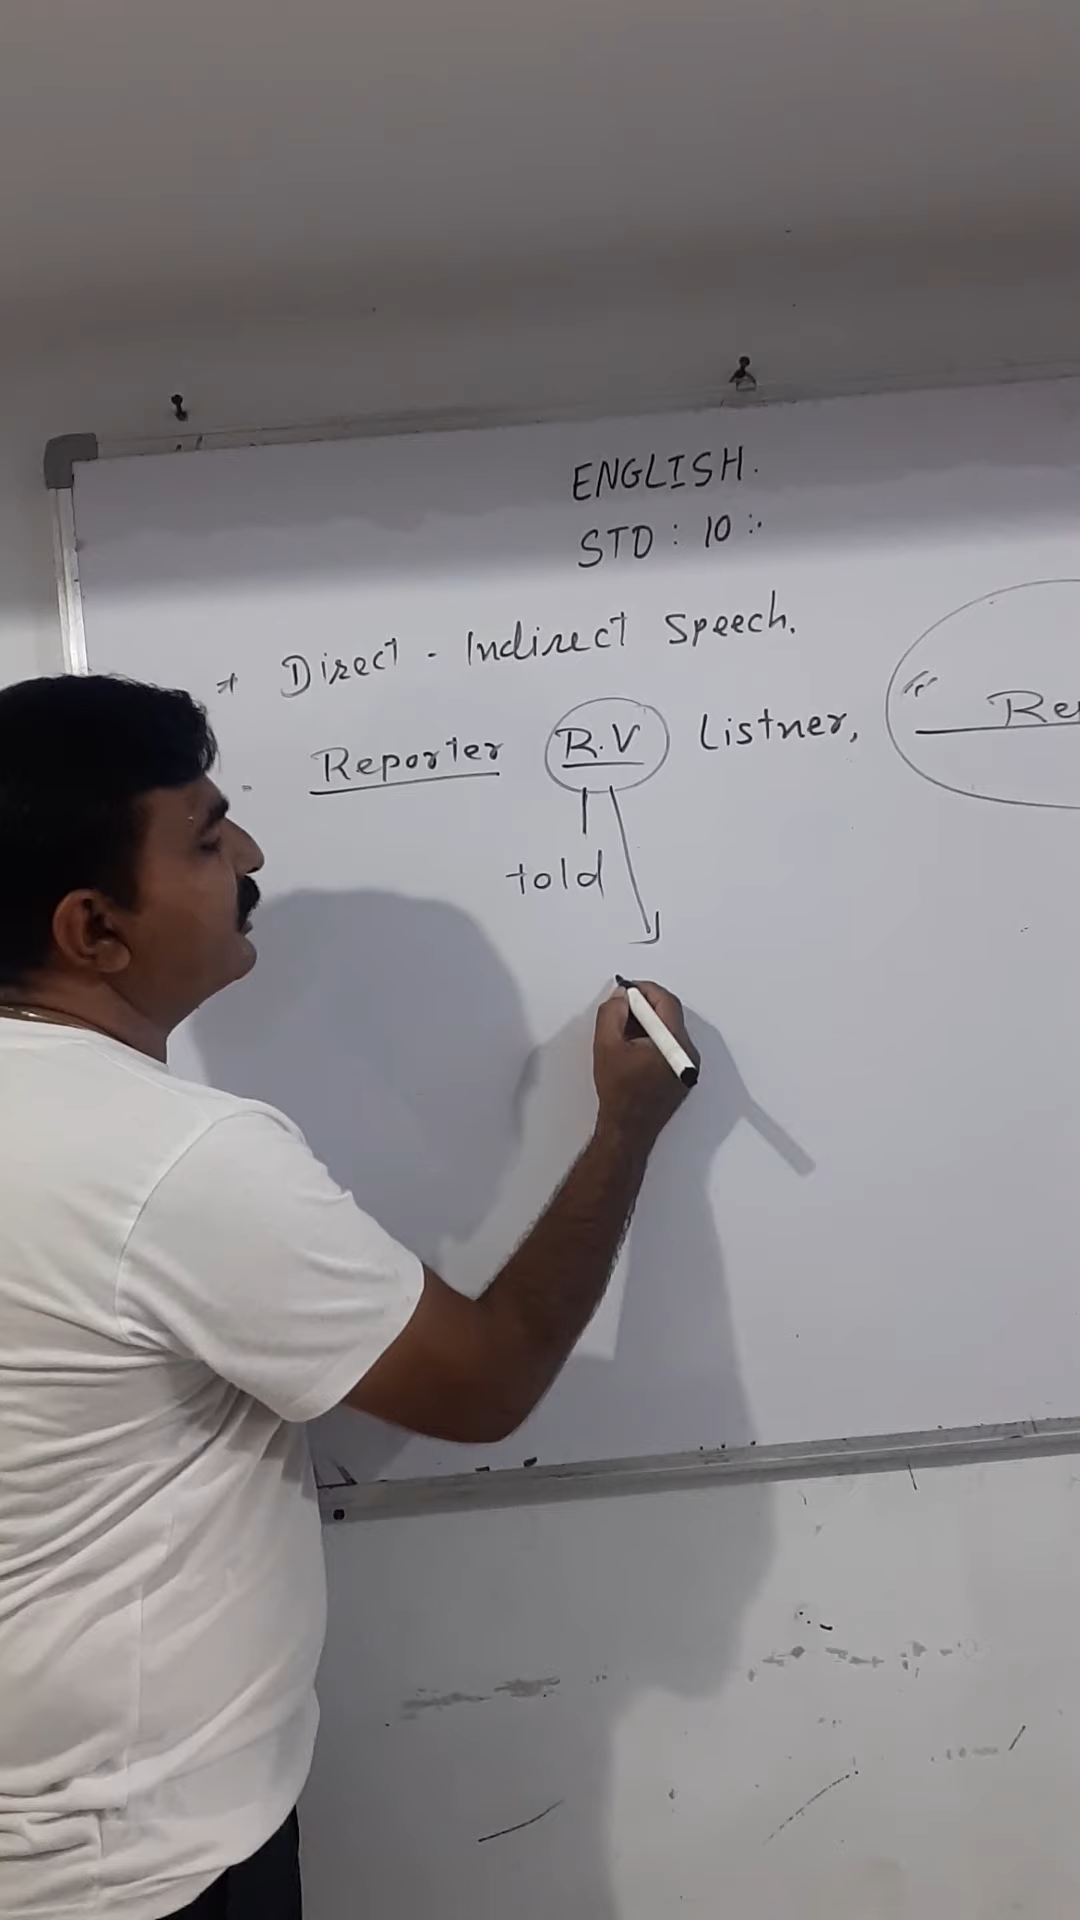 ENGLISH.
STD : 10 :.
* Direct - Indirect Speech.
- Reporter R.V Listner, "
told